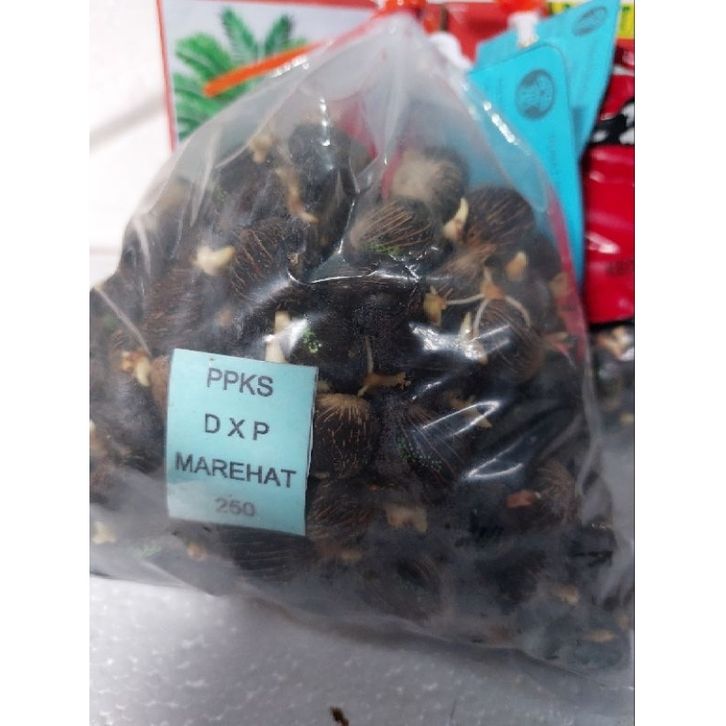 PPKS
D X P
MAREHAT
250